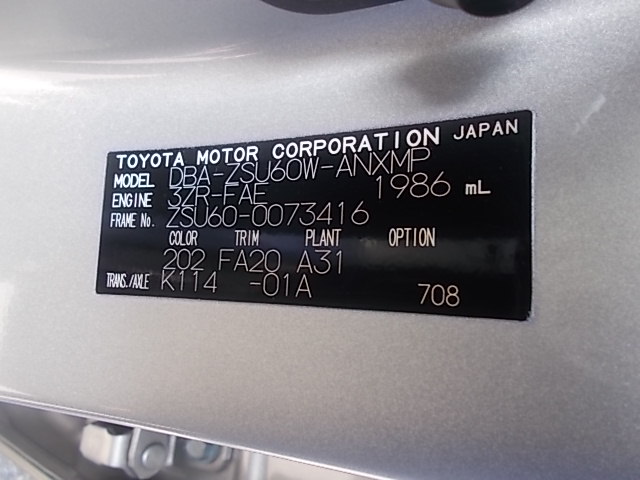 TOYOTA MOTOR CORPORATION JAPAN
MODEL DBA-ZSU60W-ANXMP
ENGINE 3ZR-FAE 1986 mL
FRAME No. ZSU60-0073416
COLOR TRIM PLANT OPTION
202 FA20 A31
TRANS./AXLE K114 -01A 708